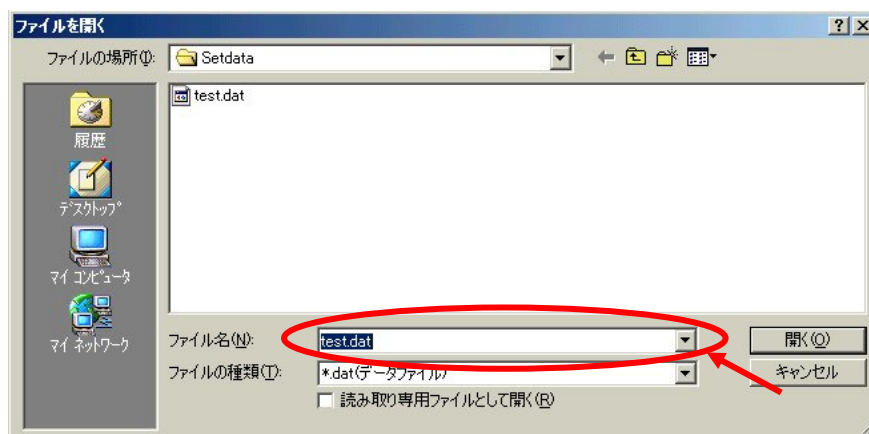 ファイルを開く
ファイルの場所(I):
Setdata
test.dat
履歴
デスクトップ
マイ コンピュータ
マイ ネットワーク
ファイル名(N):
test.dat
開く(O)
ファイルの種類(T):
*.dat(データファイル)
キャンセル
読み取り専用ファイルとして開く(R)